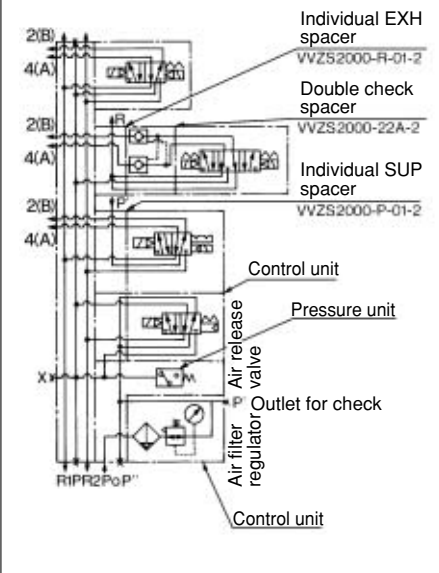 Individual EXH
spacer
VVZS2000-R-01-2
2(B)
4(A)
Double check
spacer
VVZS2000-22A-2
R
2(B)
4(A)
Individual SUP
spacer
VVZS2000-P-01-2
2(B)
P
4(A)
Control unit
Pressure unit
Air release
valve
X
P' Outlet for check
Air filter
regulator
R1PR2PoP''
Control unit